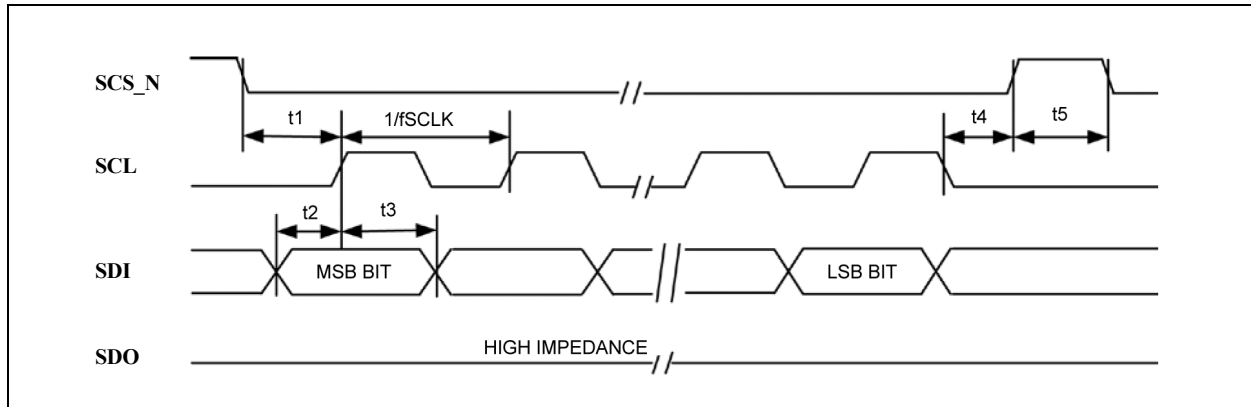 SCS_N
t1
1/fSCLK
t4
t5
SCL
t2
t3
SDI
MSB BIT
LSB BIT
SDO
HIGH IMPEDANCE